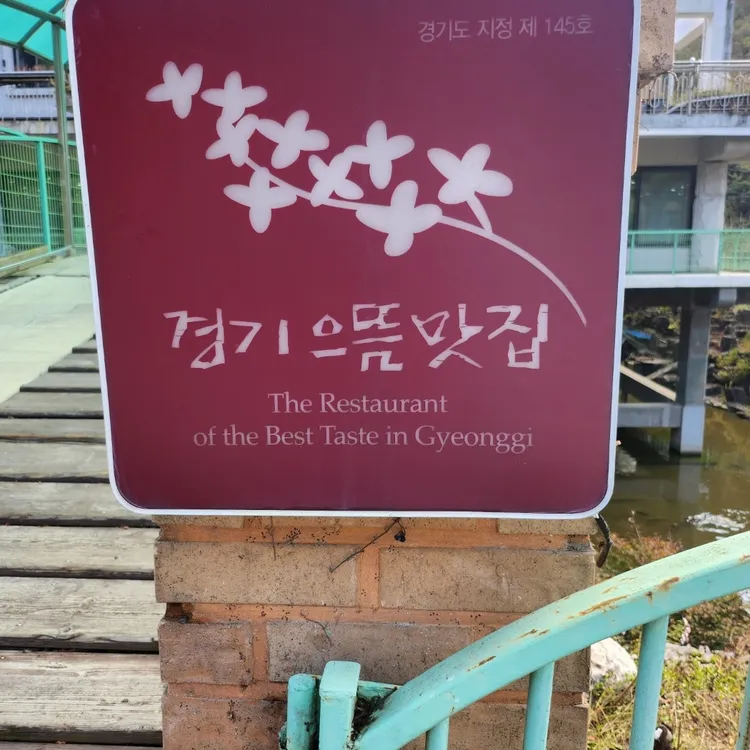 경기도 지정 제 145호
경기 으뜸맛집
The Restaurant
of the Best Taste in Gyeonggi